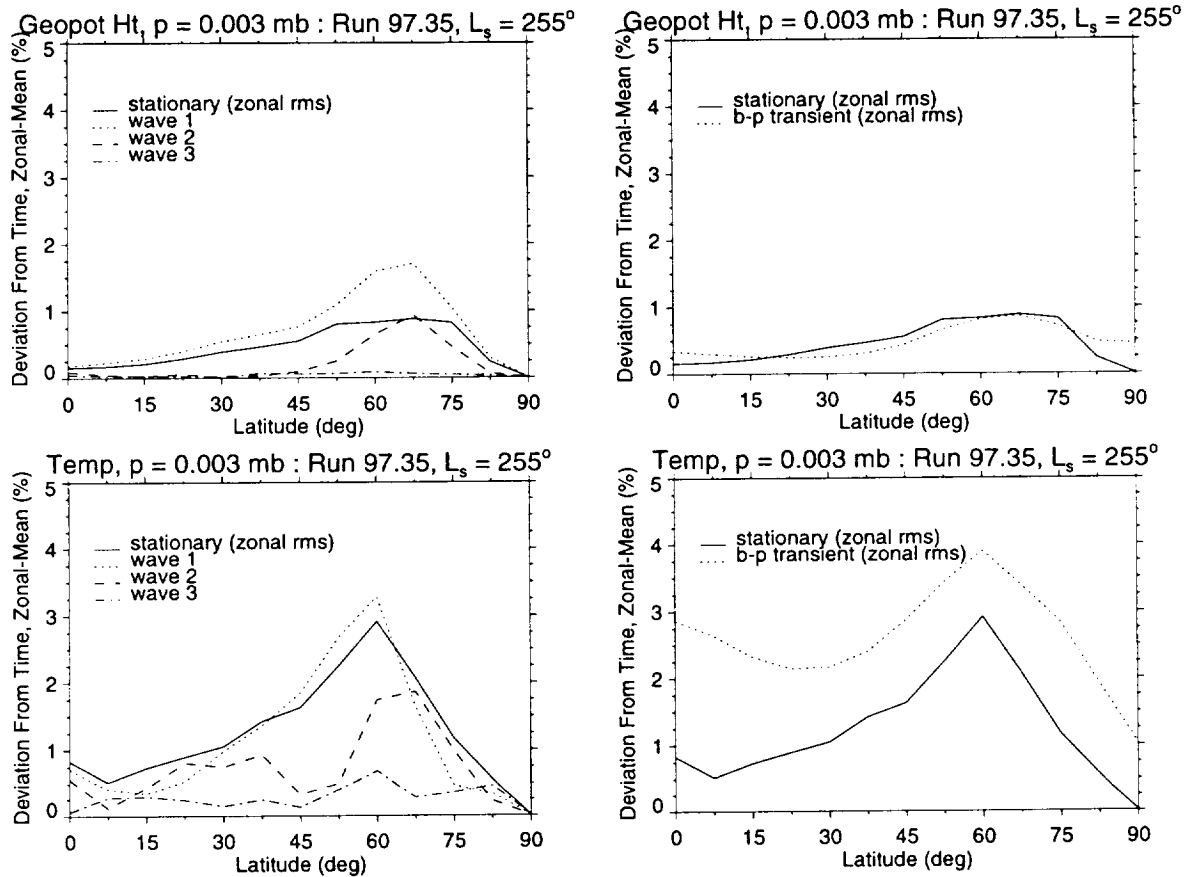 Geopot Ht, p = 0.003 mb : Run 97.35, Ls = 255o
Deviation From Time, Zonal-Mean (%)
5
4
3
2
1
0
stationary (zonal rms)
wave 1
wave 2
wave 3
0 15 30 45 60 75 90
Latitude (deg)
Geopot Ht, p = 0.003 mb : Run 97.35, Ls = 255o
Deviation From Time, Zonal-Mean (%)
5
4
3
2
1
0
stationary (zonal rms)
b-p transient (zonal rms)
0 15 30 45 60 75 90
Latitude (deg)
Temp, p = 0.003 mb : Run 97.35, Ls = 255o
Deviation From Time, Zonal-Mean (%)
5
4
3
2
1
0
stationary (zonal rms)
wave 1
wave 2
wave 3
0 15 30 45 60 75 90
Latitude (deg)
Temp, p = 0.003 mb : Run 97.35, Ls = 255o
Deviation From Time, Zonal-Mean (%)
5
4
3
2
1
0
stationary (zonal rms)
b-p transient (zonal rms)
0 15 30 45 60 75 90
Latitude (deg)